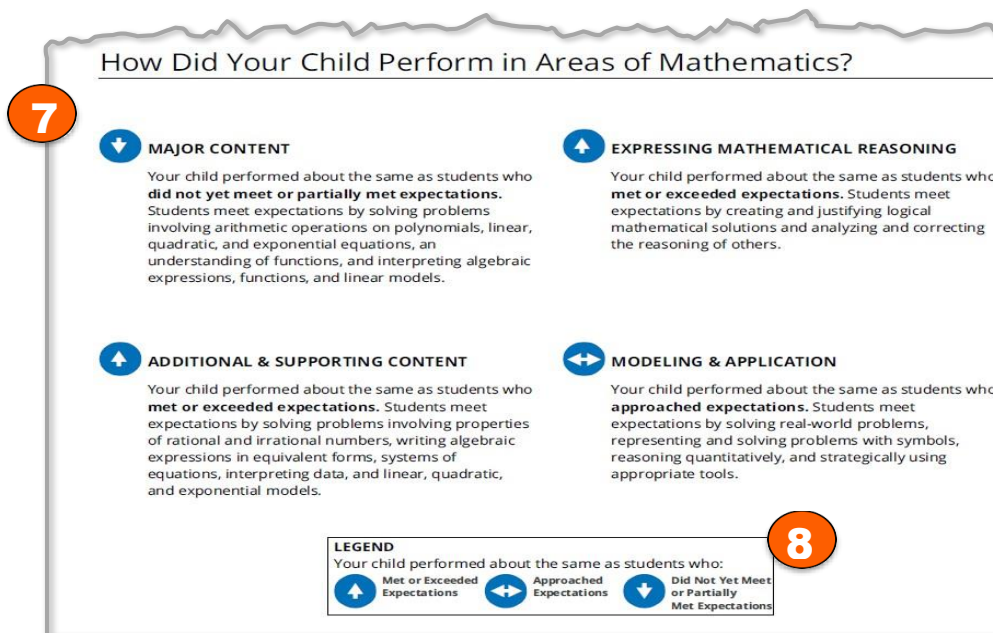 How Did Your Child Perform in Areas of Mathematics?
7
MAJOR CONTENT
Your child performed about the same as students who
did not yet meet or partially met expectations.
Students meet expectations by solving problems
involving arithmetic operations on polynomials, linear,
quadratic, and exponential equations, an
understanding of functions, and interpreting algebraic
expressions, functions, and linear models.
EXPRESSING MATHEMATICAL REASONING
Your child performed about the same as students who
met or exceeded expectations. Students meet
expectations by creating and justifying logical
mathematical solutions and analyzing and correcting
the reasoning of others.
ADDITIONAL & SUPPORTING CONTENT
Your child performed about the same as students who
met or exceeded expectations. Students meet
expectations by solving problems involving properties
of rational and irrational numbers, writing algebraic
expressions in equivalent forms, systems of
equations, interpreting data, and linear, quadratic,
and exponential models.
MODELING & APPLICATION
Your child performed about the same as students who
approached expectations. Students meet
expectations by solving real-world problems,
representing and solving problems with symbols,
reasoning quantitatively, and strategically using
appropriate tools.
8
LEGEND
Your child performed about the same as students who:
Met or Exceeded
Expectations
Approached
Expectations
Did Not Yet Meet
or Partially
Met Expectations